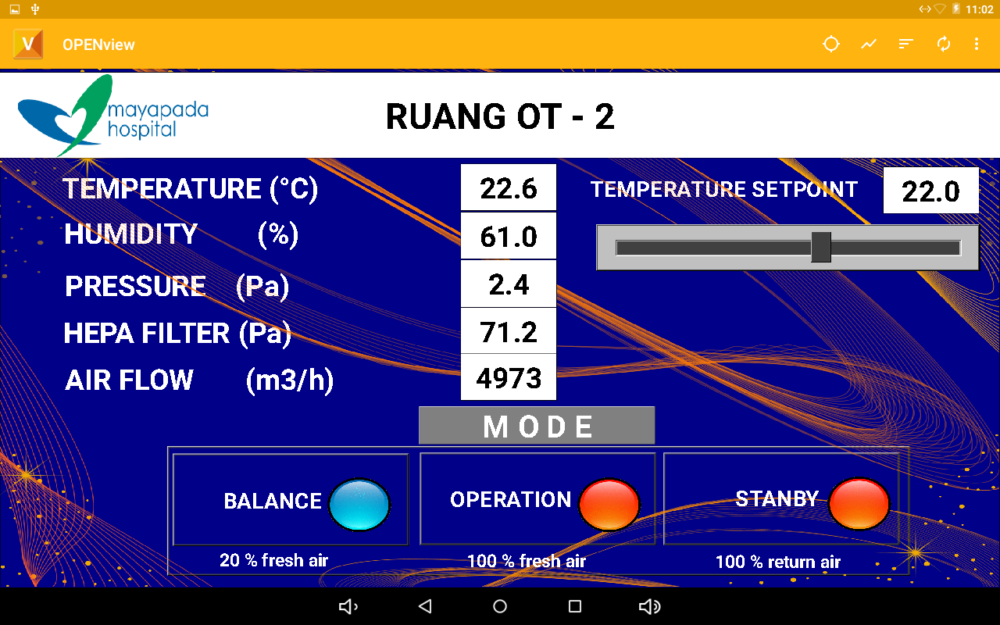 11:02
V OPENview
mayapada
hospital
RUANG OT - 2
TEMPERATURE (°C) 22.6
TEMPERATURE SETPOINT 22.0
HUMIDITY (%) 61.0
PRESSURE (Pa) 2.4
HEPA FILTER (Pa) 71.2
AIR FLOW (m3/h) 4973
MODE
BALANCE OPERATION STANBY
20 % fresh air 100 % fresh air 100 % return air